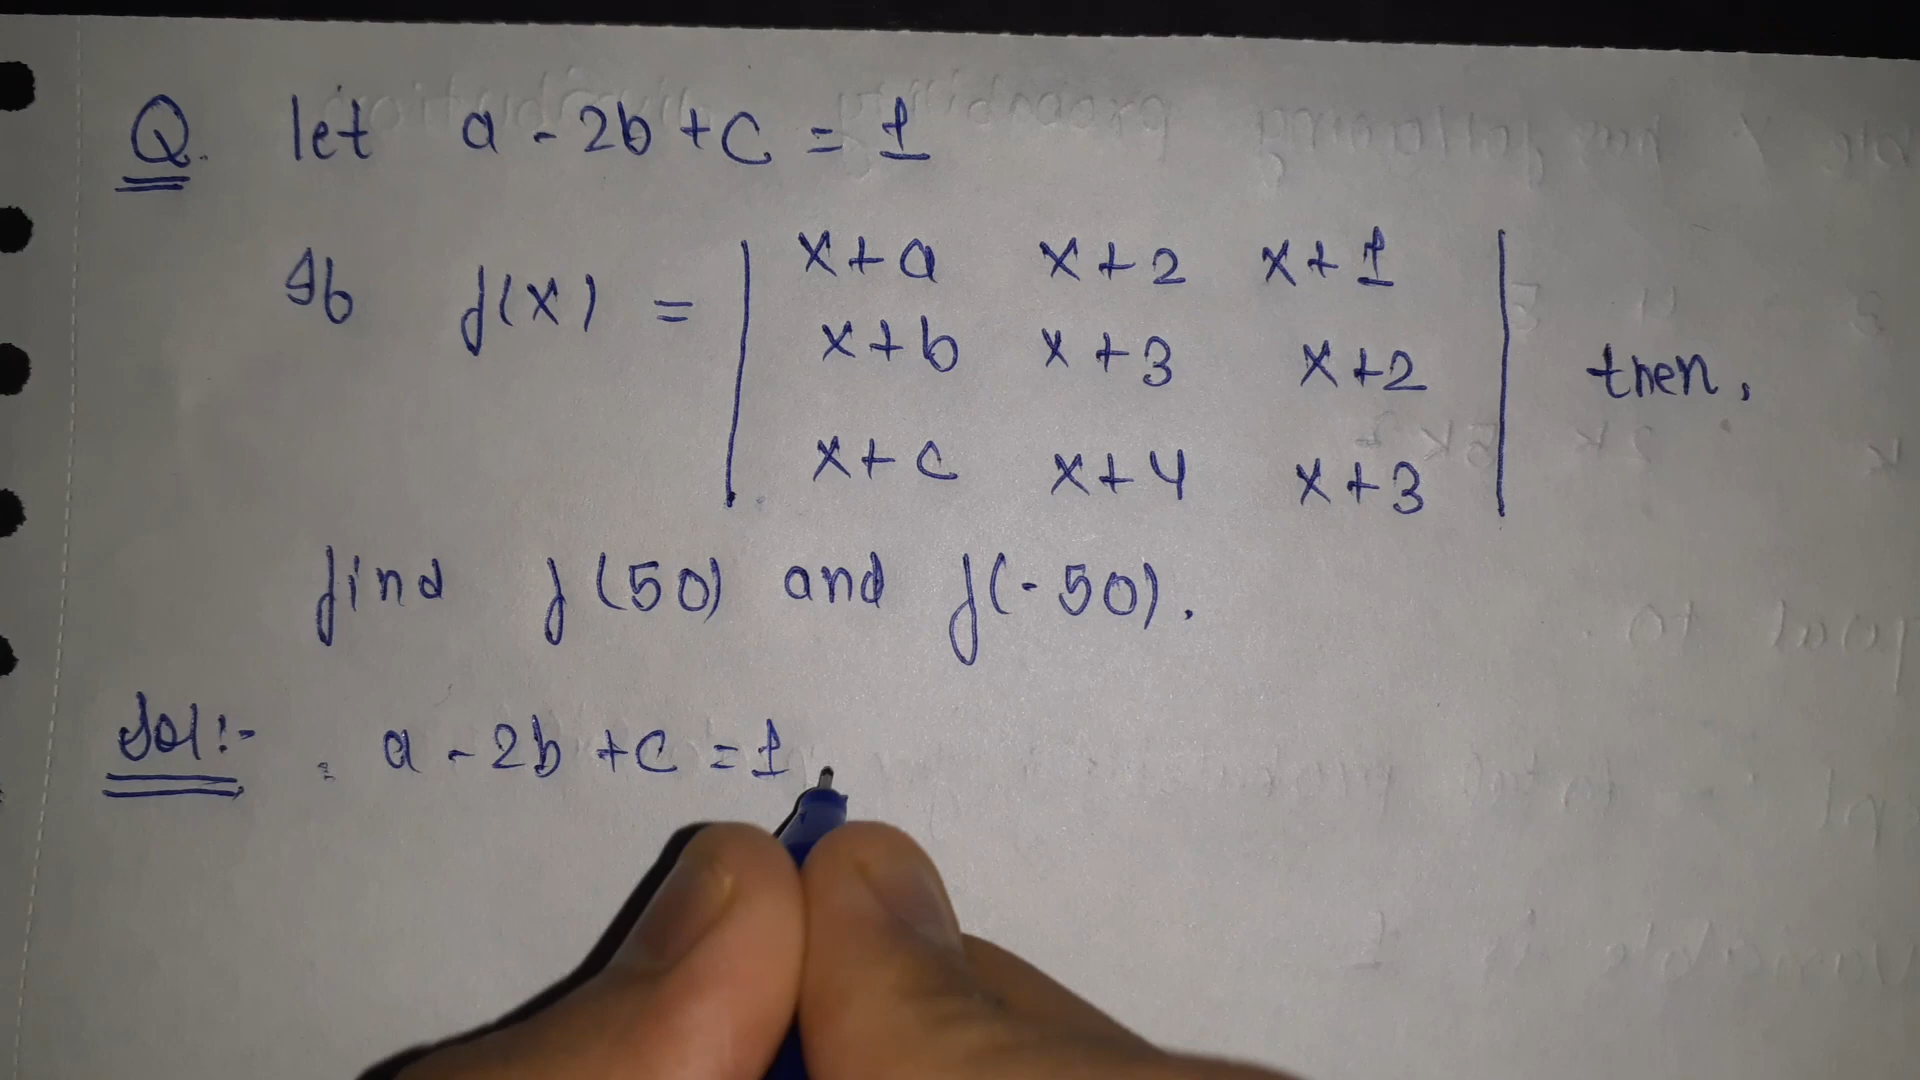 Q. let a - 2b + c = 1
If f(x) = | x+a x+2 x+1 |
| x+b x+3 x+2 | then,
| x+c x+4 x+3 |
find f(50) and f(-50).
Sol:- a - 2b + c = 1